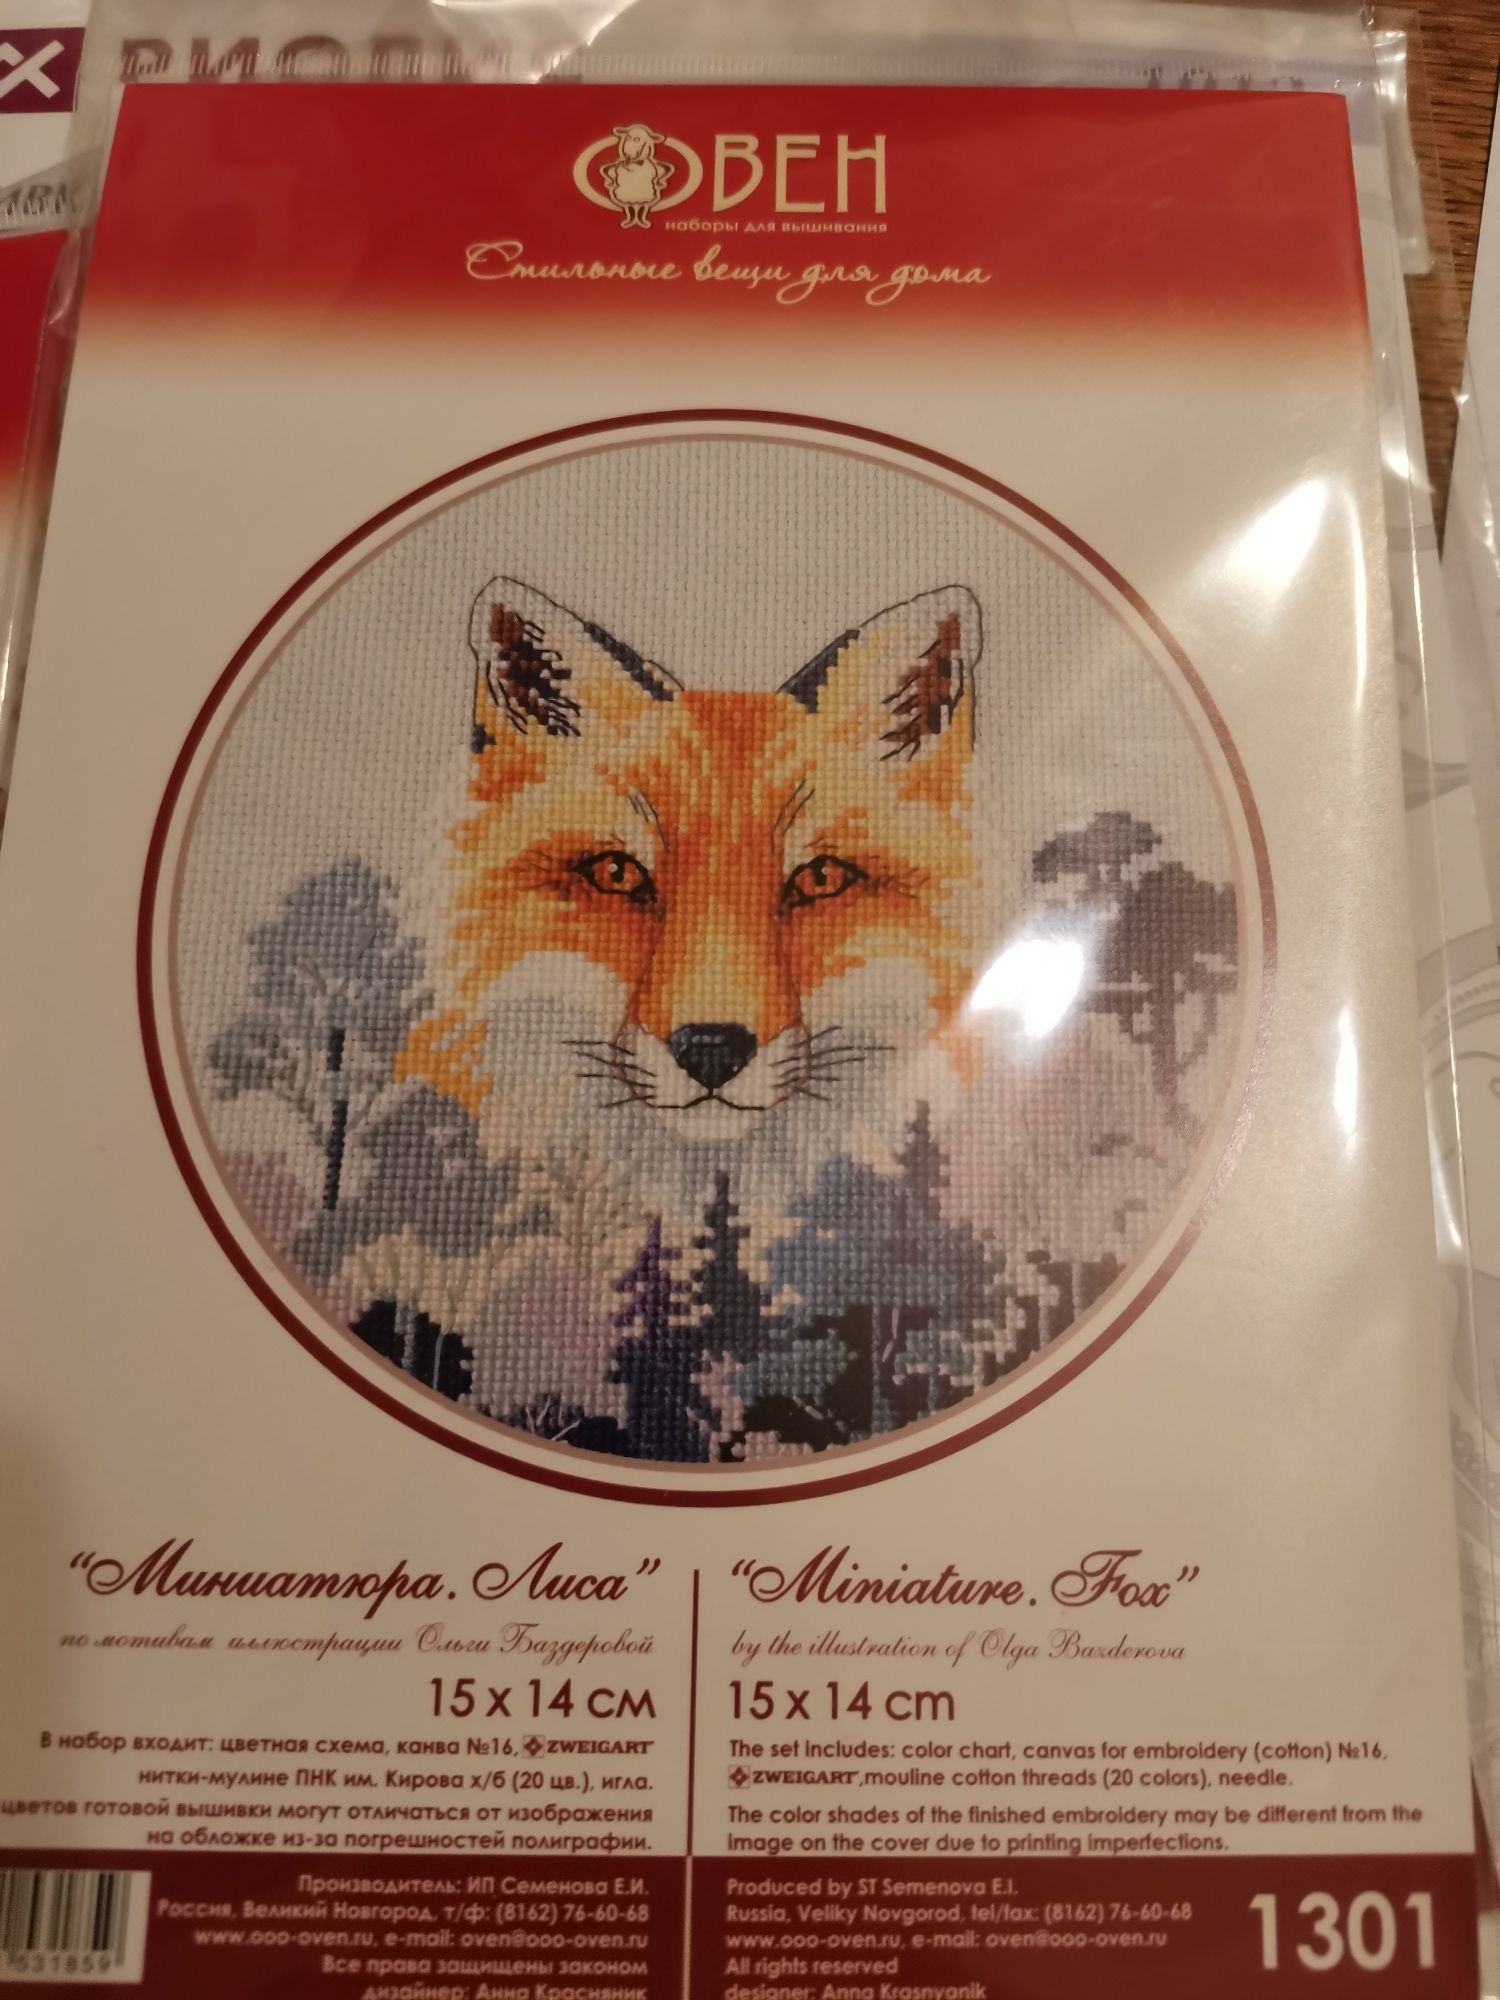 ОВЕН
наборы для вышивания
Стильные вещи для дома
"Миниатюра. Лиса"
по мотивам иллюстрации Ольги Баздеровой
15 х 14 см
В набор входит: цветная схема, канва №16, ZWEIGART
нитки-мулине ПНК им. Кирова х/б (20 цв.), игла.
цветов готовой вышивки могут отличаться от изображения
на обложке из-за погрешностей полиграфии.
"Miniature. Fox"
by the illustration of Olga Bazderova
15 x 14 cm
The set includes: color chart, canvas for embroidery (cotton) №16,
ZWEIGART, mouline cotton threads (20 colors), needle.
The color shades of the finished embroidery may be different from the
image on the cover due to printing imperfections.
531859
Производитель: ИП Семенова Е.И.
Россия, Великий Новгород, т/ф: (8162) 76-60-68
www.ooo-oven.ru, e-mail: oven@ooo-oven.ru
Все права защищены законом
дизайнер: Анна Красняник
Produced by ST Semenova E.I.
Russia, Veliky Novgorod, tel/fax: (8162) 76-60-68
www.ooo-oven.ru, e-mail: oven@ooo-oven.ru
All rights reserved
designer: Anna Krasnyanik
1301